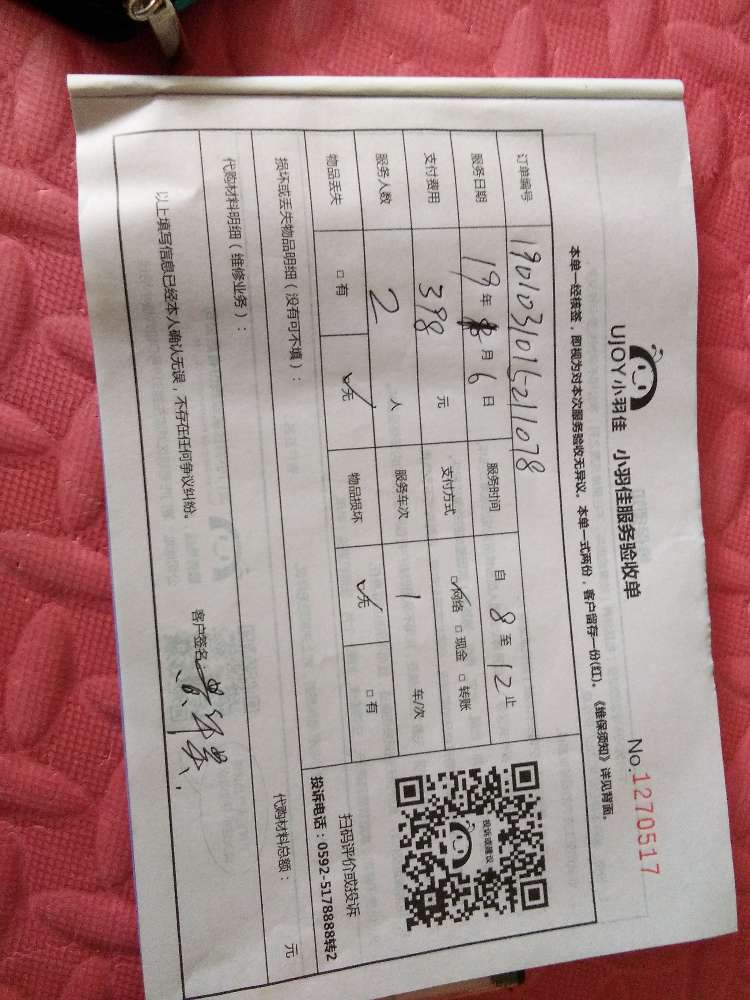 UJOY小羽佳 小羽佳服务验收单
No.1270517
本单一经核签，即视为对本次服务验收无异议。本单一式两份，客户留存一份(红)。《维保须知》详见背面。
订单编号
服务日期 19年 月 6日 服务时间 自 8 至 12 止
支付费用 398 元 支付方式 ☑网络 □现金 □转账
服务人数 2 人 服务车次 1 车/次
物品丢失 □有 ☑无 物品损坏 ☑无 □有
投诉或建议
扫码评价或投诉
投诉电话：0592-5178888转2
损坏或丢失物品明细（没有可不填）：
代购材料明细（维修业务）：
代购材料总额： 元
以上填写信息已经本人确认无误，不存在任何争议纠纷。
客户签名：